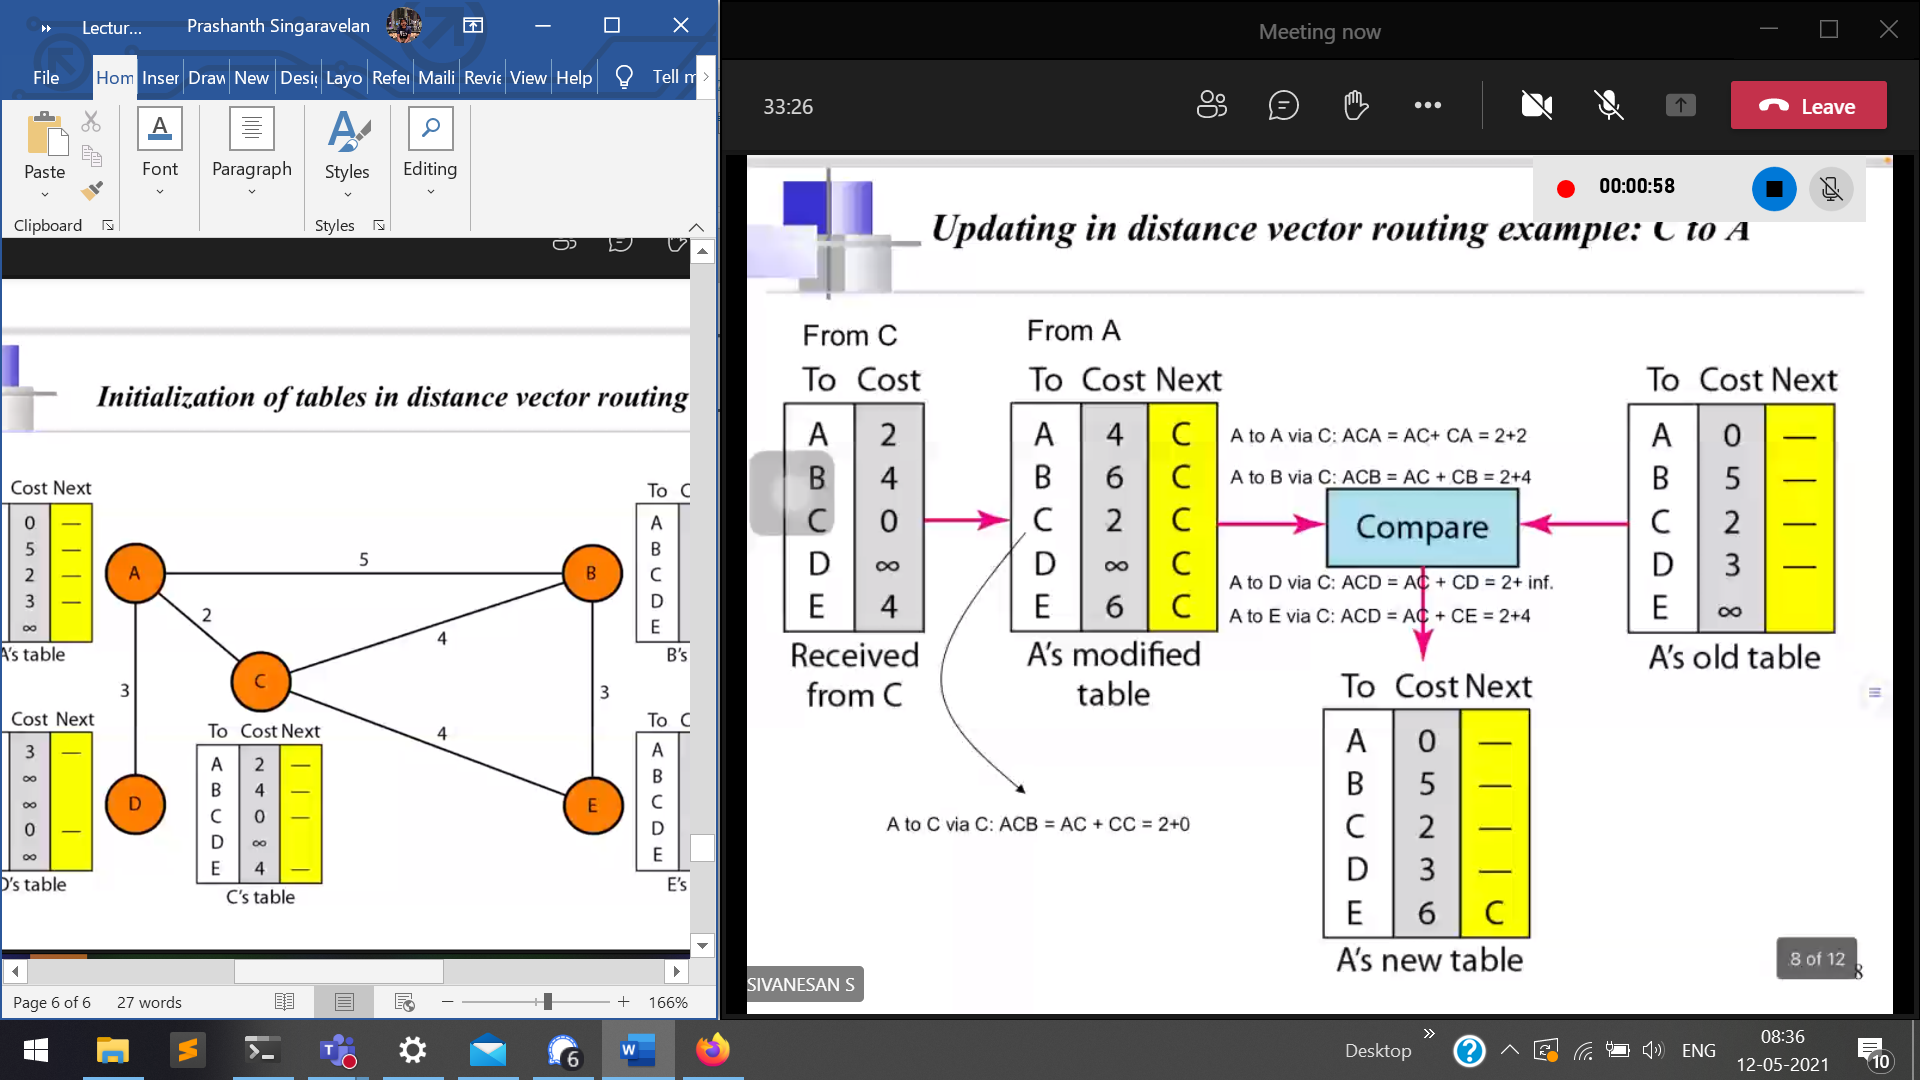 Lectur...
Prashanth Singaravelan
File Hom Inser Draw New Desig Layo Refer Maili Revie View Help Tell m
Paste
Font
Paragraph
Styles
Editing
Clipboard
Styles
Initialization of tables in distance vector routing
Cost Next
0 —
5 —
2 —
3 —
∞
A's table
Cost Next
3 —
∞
∞
0 —
∞
D's table
A
B
C
D
E
5
2
4
3
3
4
To Cost Next
A 2 —
B 4 —
C 0 —
D ∞
E 4 —
C's table
To C
A
B
C
D
E
B's
To C
A
B
C
D
E
E's
Page 6 of 6
27 words
166%
Meeting now
33:26
Leave
00:00:58
Updating in distance vector routing example: C to A
From C
To Cost
A 2
B 4
C 0
D ∞
E 4
Received
from C
From A
To Cost Next
A 4 C
B 6 C
C 2 C
D ∞ C
E 6 C
A's modified
table
A to A via C: ACA = AC+ CA = 2+2
A to B via C: ACB = AC + CB = 2+4
Compare
A to D via C: ACD = AC + CD = 2+ inf.
A to E via C: ACD = AC + CE = 2+4
To Cost Next
A 0 —
B 5 —
C 2 —
D 3 —
E ∞
A's old table
A to C via C: ACB = AC + CC = 2+0
To Cost Next
A 0 —
B 5 —
C 2 —
D 3 —
E 6 C
A's new table
8 of 12
8
SIVANESAN S
6
Desktop
ENG
08:36
12-05-2021
10